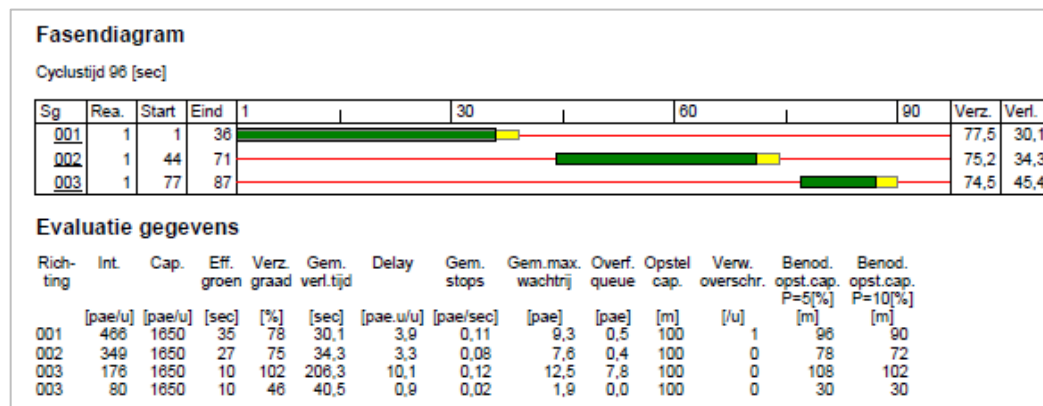 Fasendiagram
Cyclustijd 96 [sec]
Sg Rea. Start Eind 1 30 60 90 Verz. Verl.
001 1 1 36 77,5 30,1
002 1 44 71 75,2 34,3
003 1 77 87 74,5 45,4
Evaluatie gegevens
Rich- Int. Cap. Eff. Verz. Gem. Delay Gem. Gem.max. Overf. Opstel Verw. Benod. Benod.
ting groen graad verl.tijd stops wachtrij queue cap. overschr. opst.cap. opst.cap.
P=5[%] P=10[%]
[pae/u] [pae/u] [sec] [%] [sec] [pae.u/u] [pae/sec] [pae] [pae] [m] [/u] [m] [m]
001 466 1650 35 78 30,1 3,9 0,11 9,3 0,5 100 1 96 90
002 349 1650 27 75 34,3 3,3 0,08 7,6 0,4 100 0 78 72
003 176 1650 10 102 206,3 10,1 0,12 12,5 7,8 100 0 108 102
003 80 1650 10 46 40,5 0,9 0,02 1,9 0,0 100 0 30 30